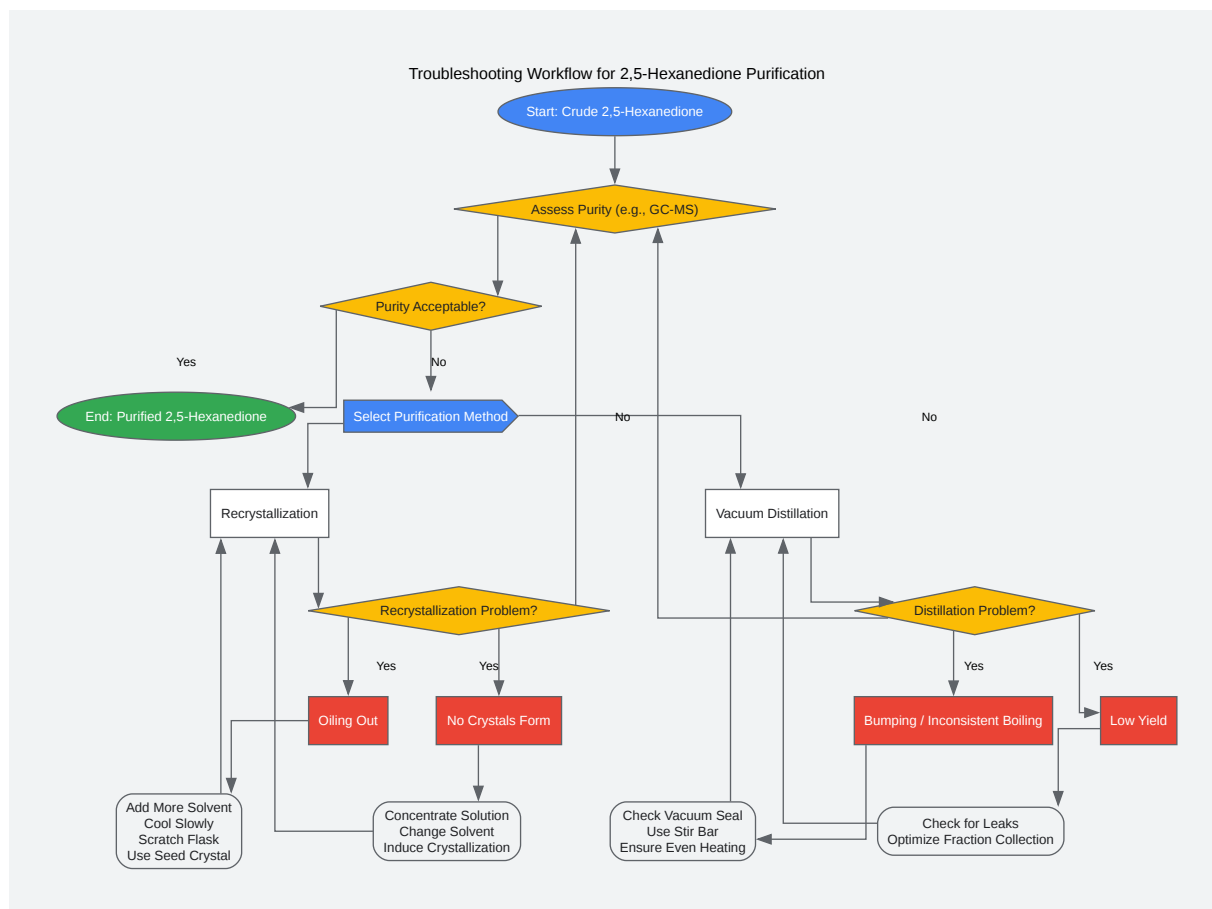 Troubleshooting Workflow for 2,5-Hexanedione Purification
Start: Crude 2,5-Hexanedione
Assess Purity (e.g., GC-MS)
Purity Acceptable?
Yes
No
End: Purified 2,5-Hexanedione
Select Purification Method
No
No
Recrystallization
Vacuum Distillation
Recrystallization Problem?
Distillation Problem?
Yes
Yes
Yes
Yes
Oiling Out
No Crystals Form
Bumping / Inconsistent Boiling
Low Yield
Add More Solvent
Cool Slowly
Scratch Flask
Use Seed Crystal
Concentrate Solution
Change Solvent
Induce Crystallization
Check Vacuum Seal
Use Stir Bar
Ensure Even Heating
Check for Leaks
Optimize Fraction Collection